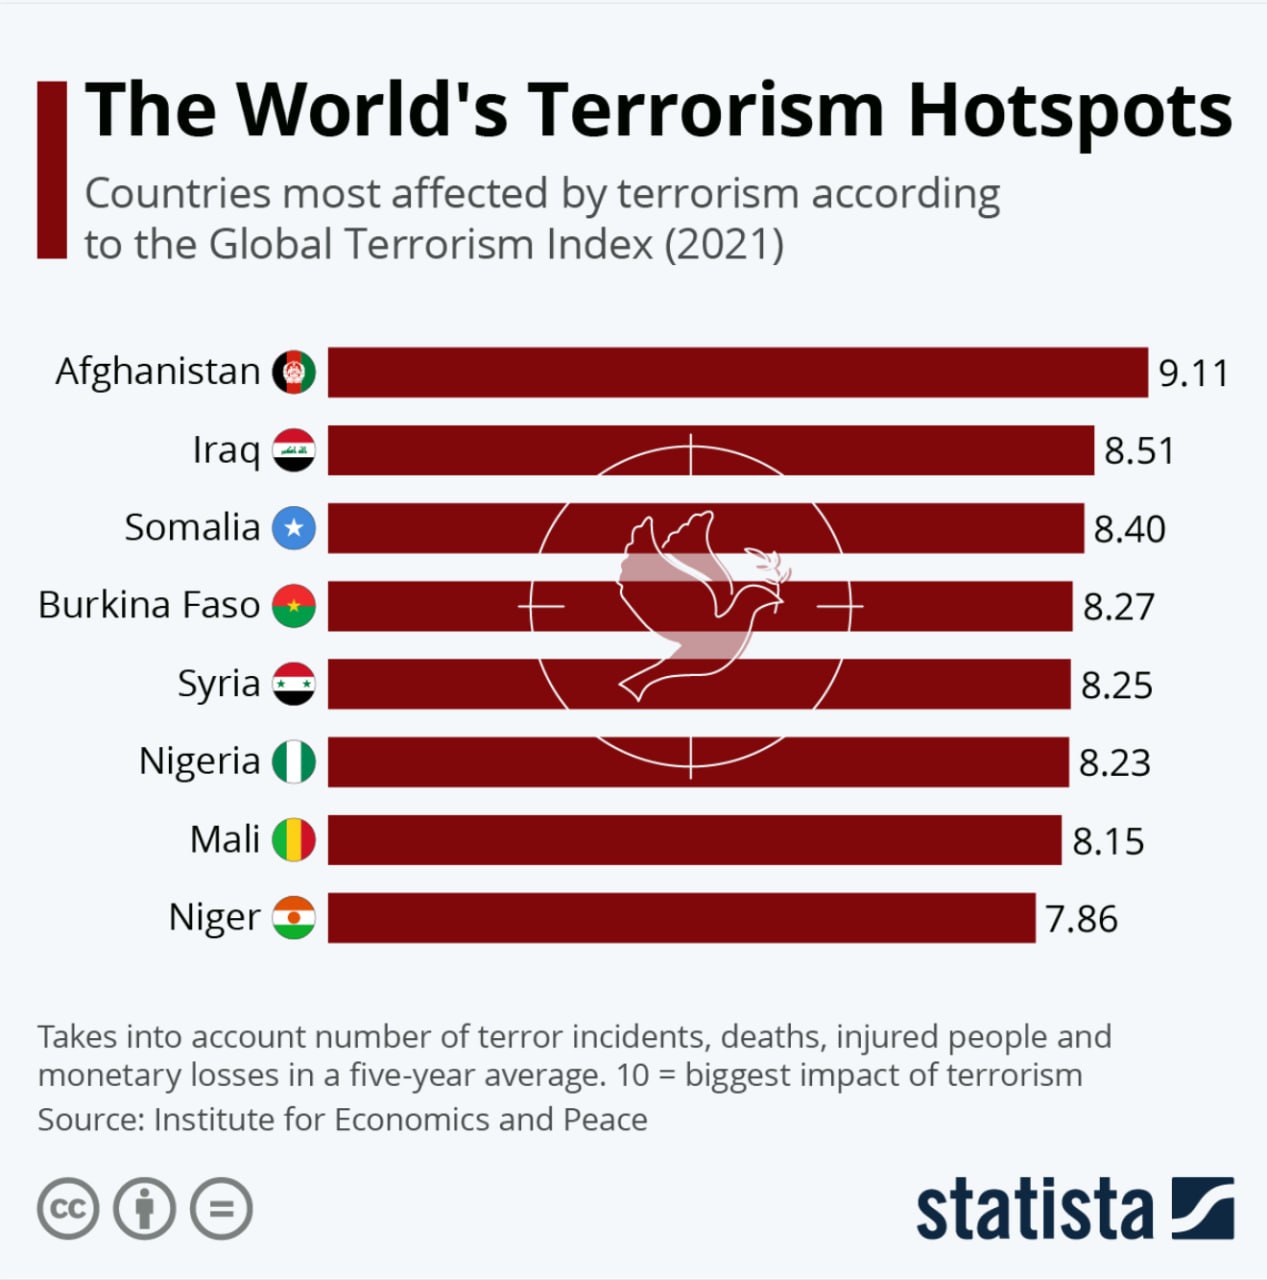 The World's Terrorism Hotspots
Countries most affected by terrorism according
to the Global Terrorism Index (2021)
Afghanistan 9.11
Iraq 8.51
Somalia 8.40
Burkina Faso 8.27
Syria 8.25
Nigeria 8.23
Mali 8.15
Niger 7.86
Takes into account number of terror incidents, deaths, injured people and
monetary losses in a five-year average. 10 = biggest impact of terrorism
Source: Institute for Economics and Peace
cc = statista